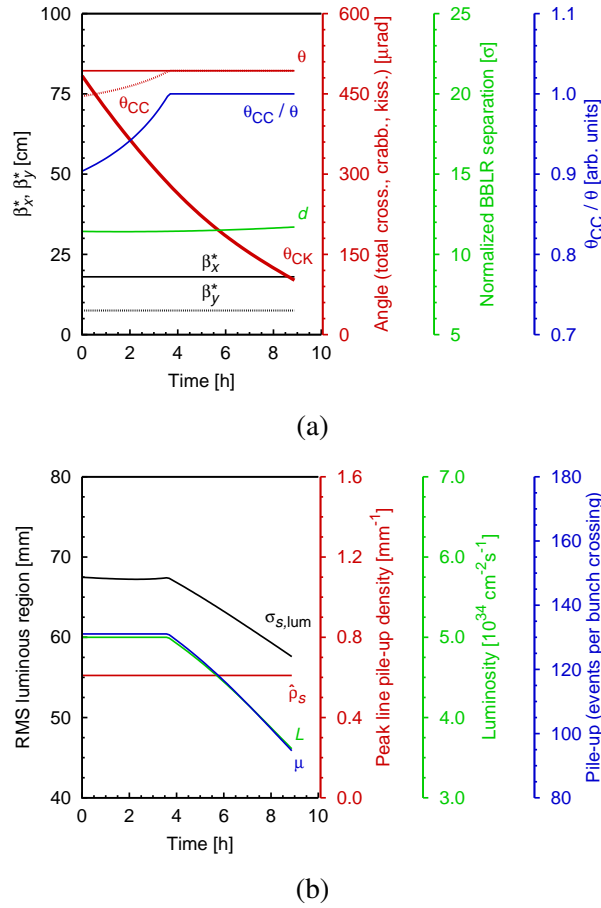 100
75
50
25
0
β*x, β*y [cm]
0 2 4 6 8 10
Time [h]
θ
θCC
θCC / θ
d
θCK
β*x
β*y
600
450
300
150
0
Angle (total cross., crabb., kiss.) [μrad]
25
20
15
10
5
Normalized BBLR separation [σ]
1.1
1.0
0.9
0.8
0.7
θCC / θ [arb. units]
(a)
80
70
60
50
40
RMS luminous region [mm]
0 2 4 6 8 10
Time [h]
σs,lum
ρ̂s
L
μ
1.6
1.2
0.8
0.4
0.0
Peak line pile-up density [mm⁻¹]
7.0
6.0
5.0
4.0
3.0
Luminosity [10³⁴ cm⁻²s⁻¹]
180
160
140
120
100
80
Pile-up (events per bunch crossing)
(b)